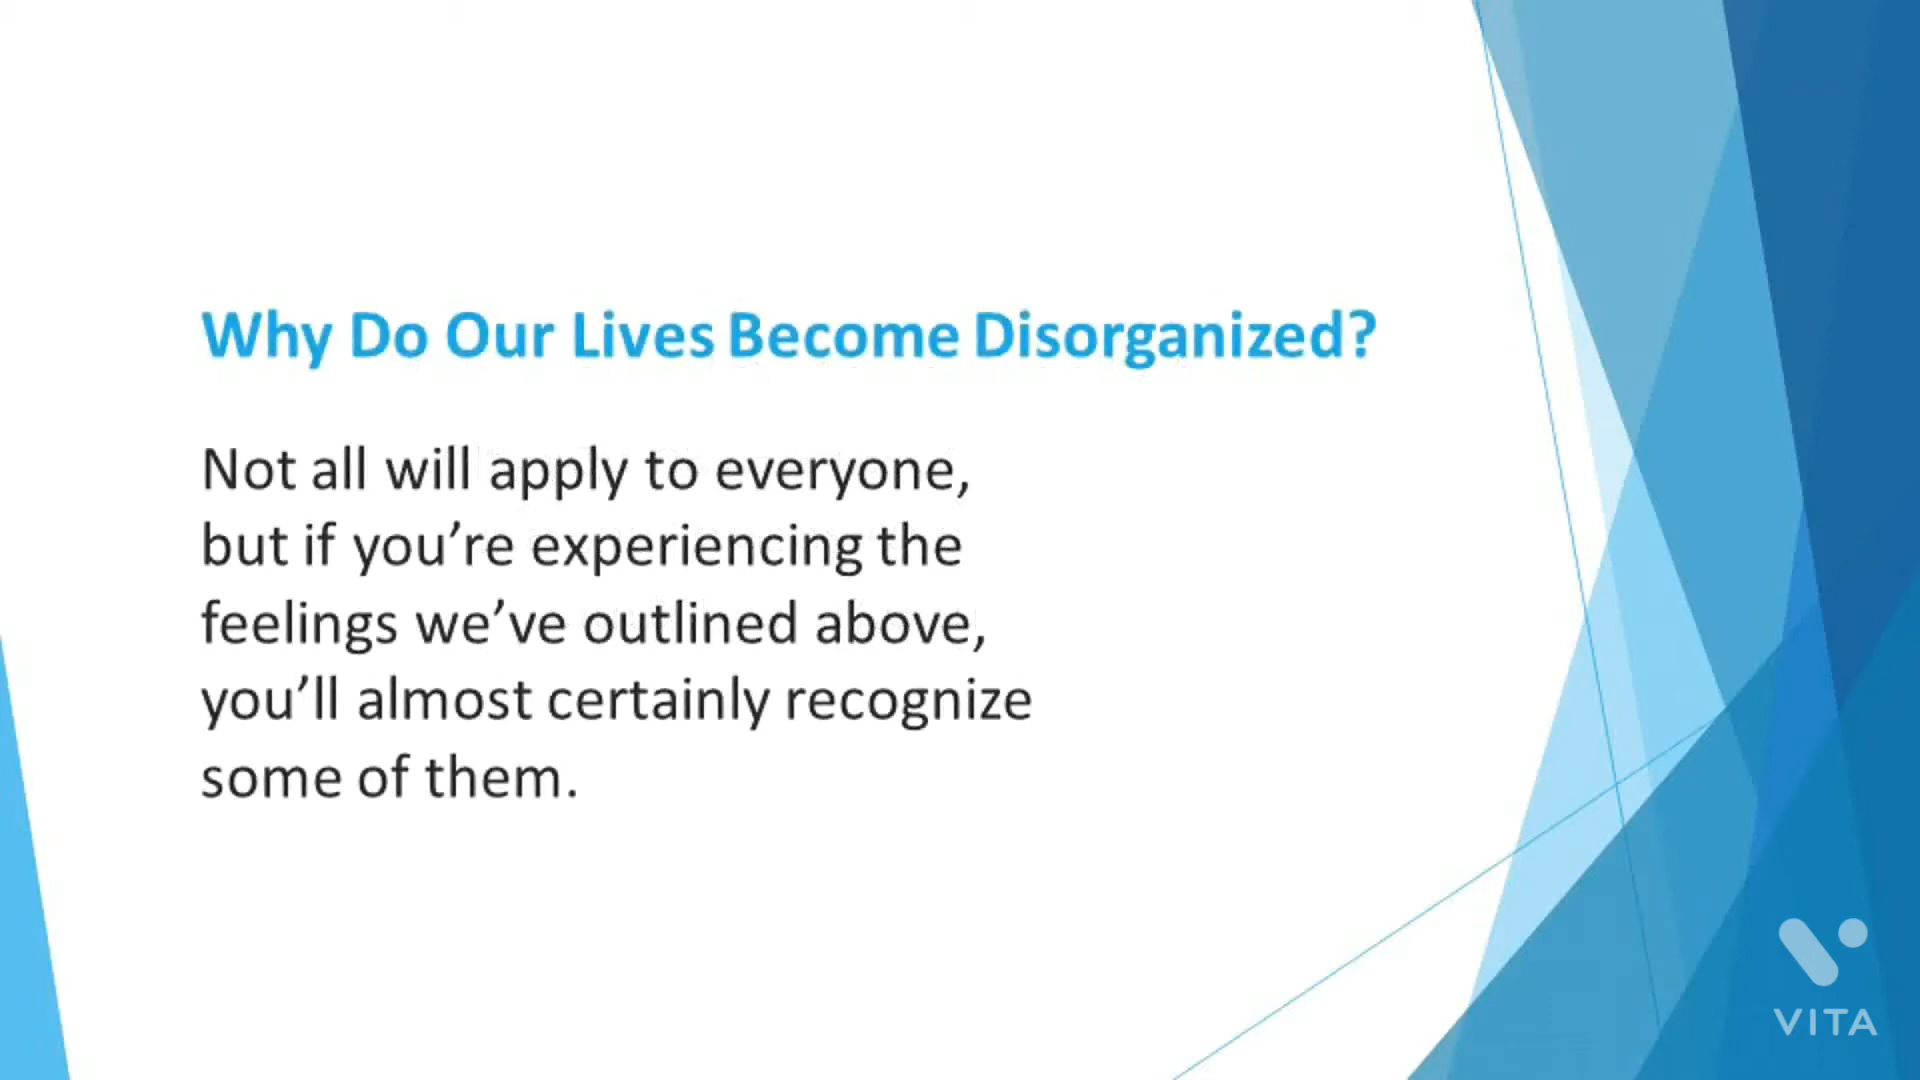 Why Do Our Lives Become Disorganized?
Not all will apply to everyone,
but if you’re experiencing the
feelings we’ve outlined above,
you’ll almost certainly recognize
some of them.
VITA